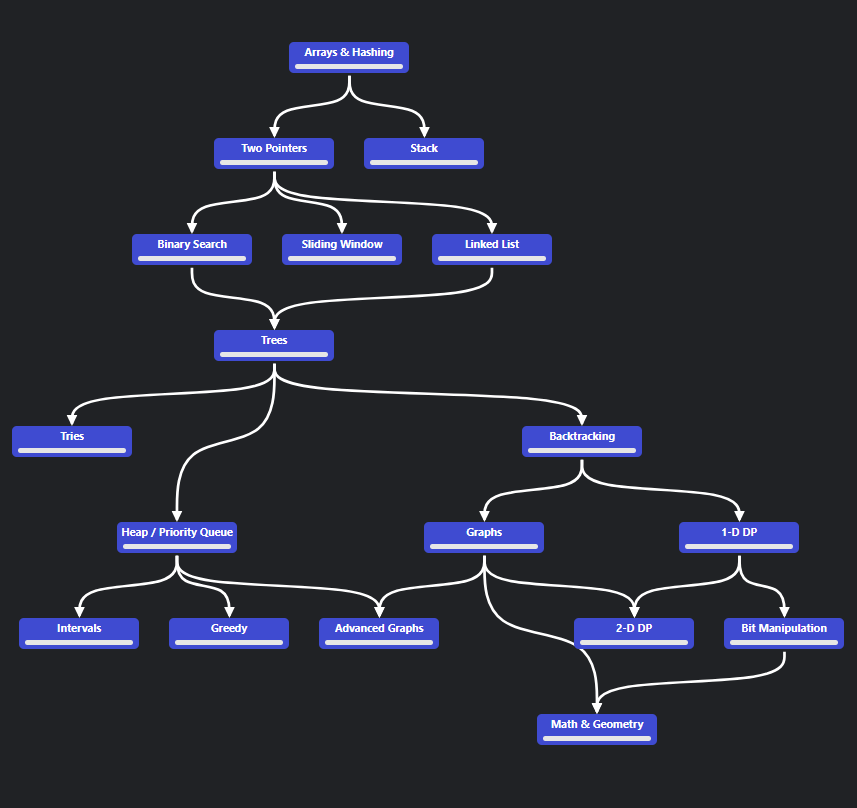 Arrays & Hashing
Two Pointers
Stack
Binary Search
Sliding Window
Linked List
Trees
Tries
Backtracking
Heap / Priority Queue
Graphs
1-D DP
Intervals
Greedy
Advanced Graphs
2-D DP
Bit Manipulation
Math & Geometry